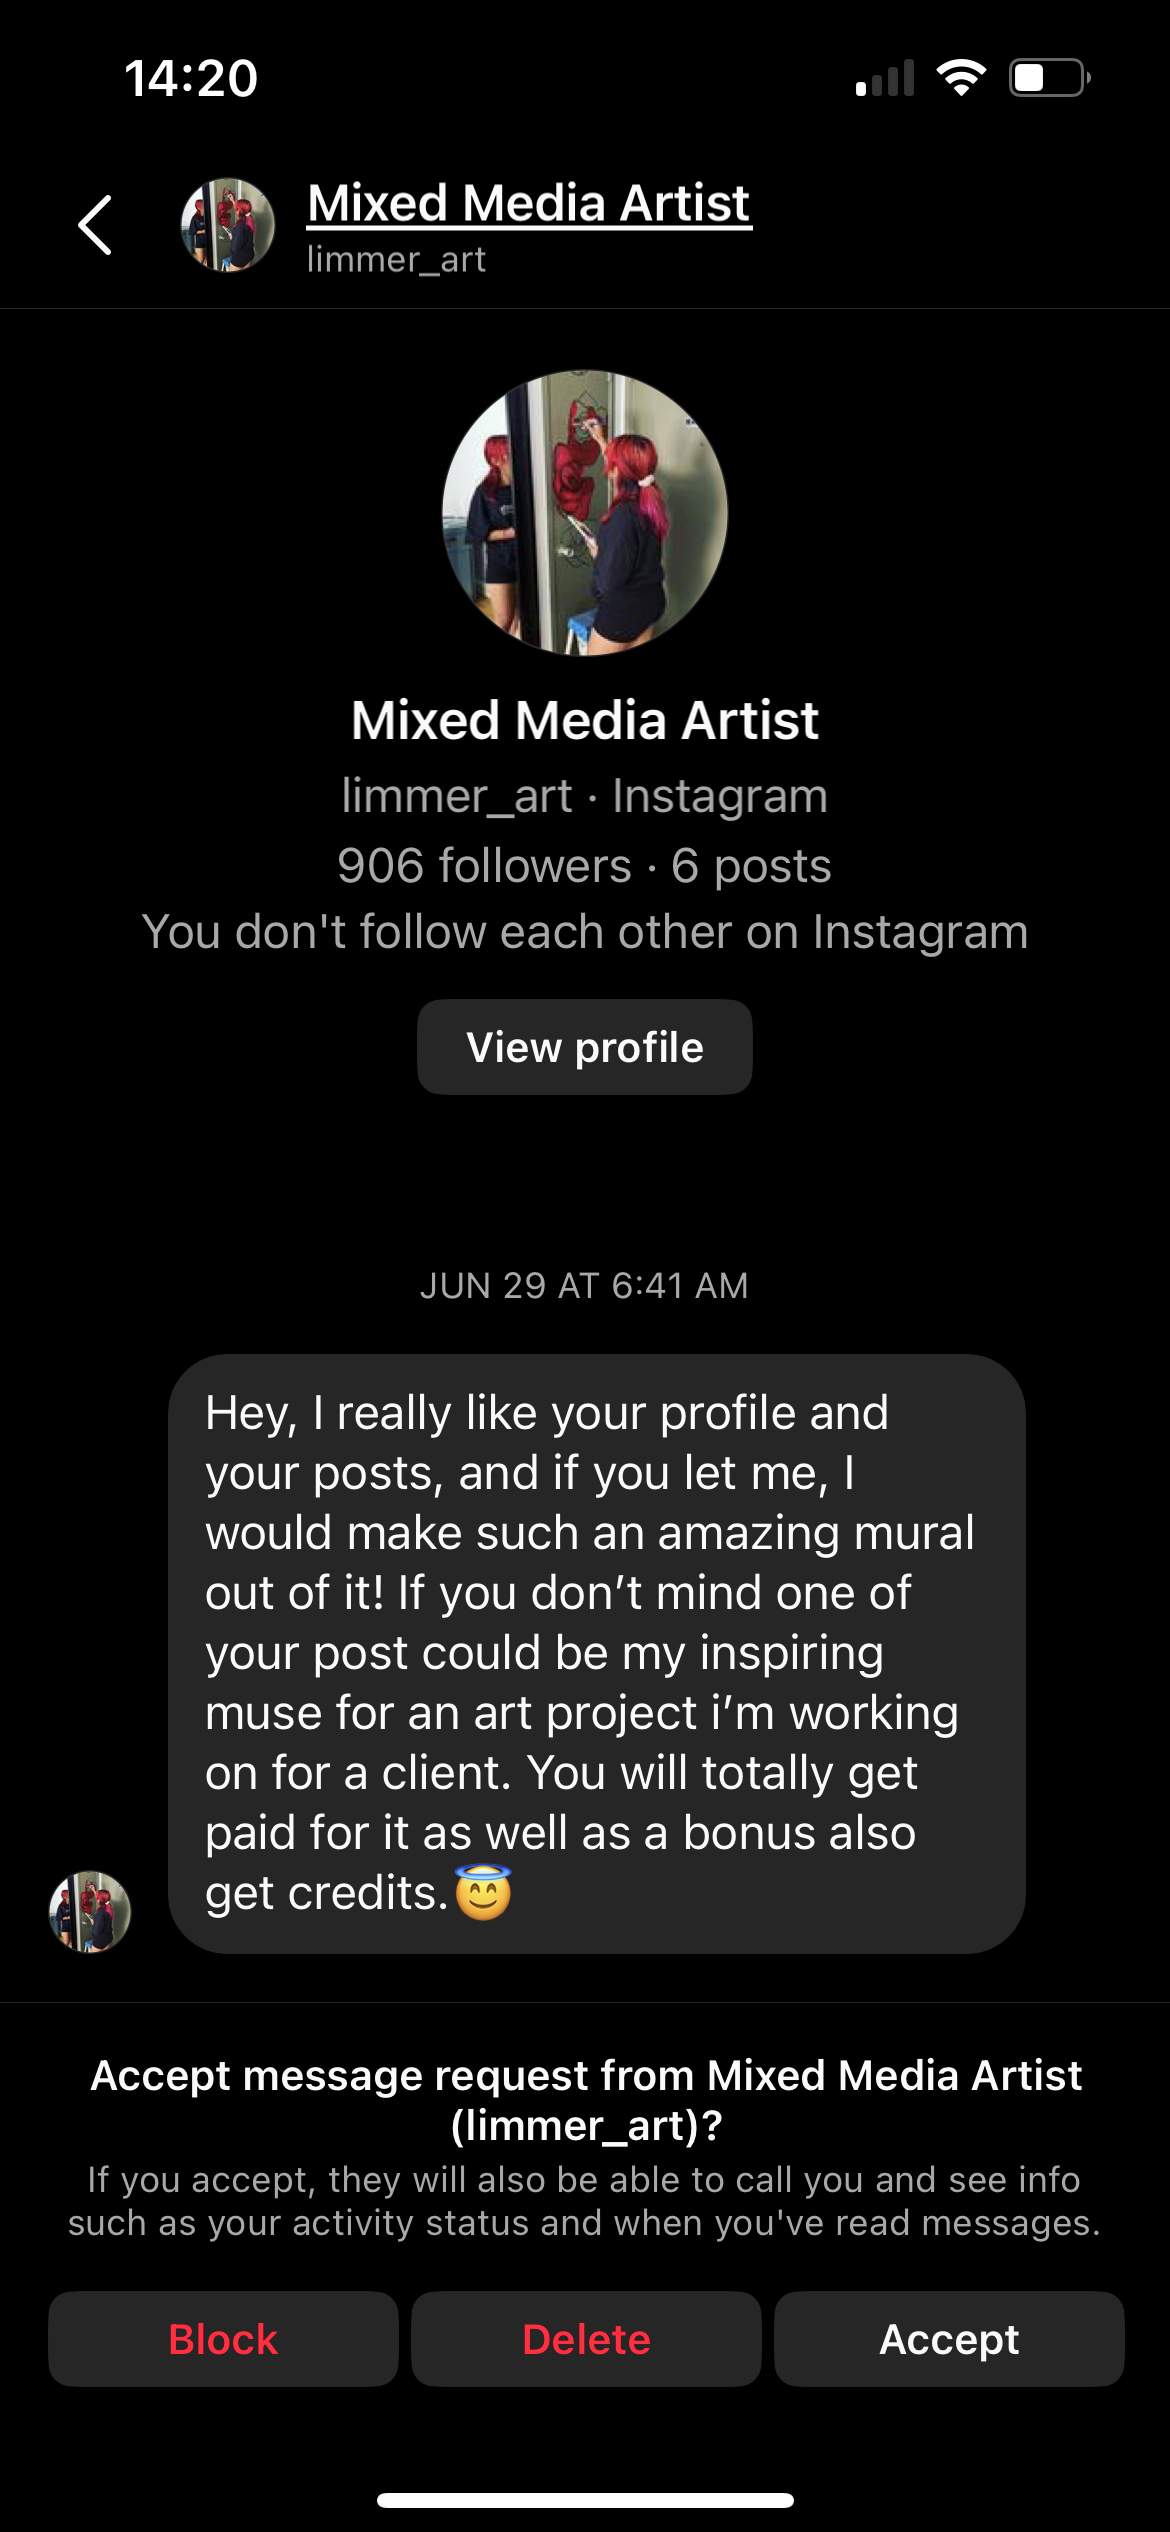 14:20
Mixed Media Artist
limmer_art
Mixed Media Artist
limmer_art · Instagram
906 followers · 6 posts
You don't follow each other on Instagram
View profile
JUN 29 AT 6:41 AM
Hey, I really like your profile and
your posts, and if you let me, I
would make such an amazing mural
out of it! If you don’t mind one of
your post could be my inspiring
muse for an art project i’m working
on for a client. You will totally get
paid for it as well as a bonus also
get credits.😇
Accept message request from Mixed Media Artist
(limmer_art)?
If you accept, they will also be able to call you and see info
such as your activity status and when you've read messages.
Block
Delete
Accept